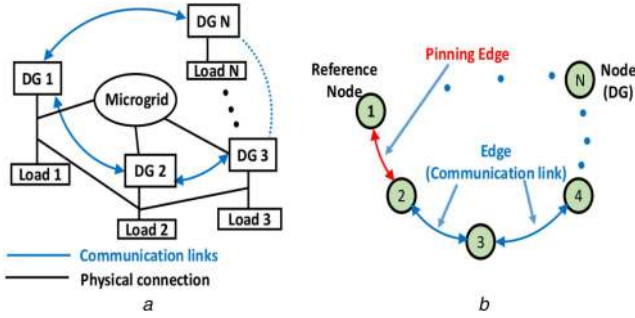 DG N
DG 1
Load N
Microgrid
DG 3
DG 2
Load 1
Load 2
Load 3
Communication links
Physical connection
a
Pinning Edge
Reference
Node
N
Node
(DG)
1
Edge
(Communication link)
2
4
3
b